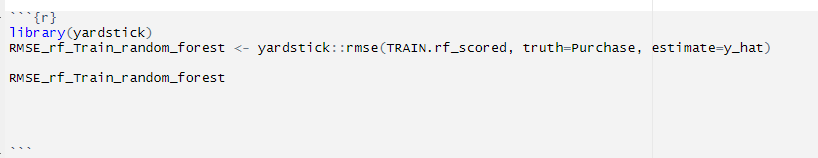 ```{r}
library(yardstick)
RMSE_rf_Train_random_forest <- yardstick::rmse(TRAIN.rf_scored, truth=Purchase, estimate=y_hat)
RMSE_rf_Train_random_forest
```